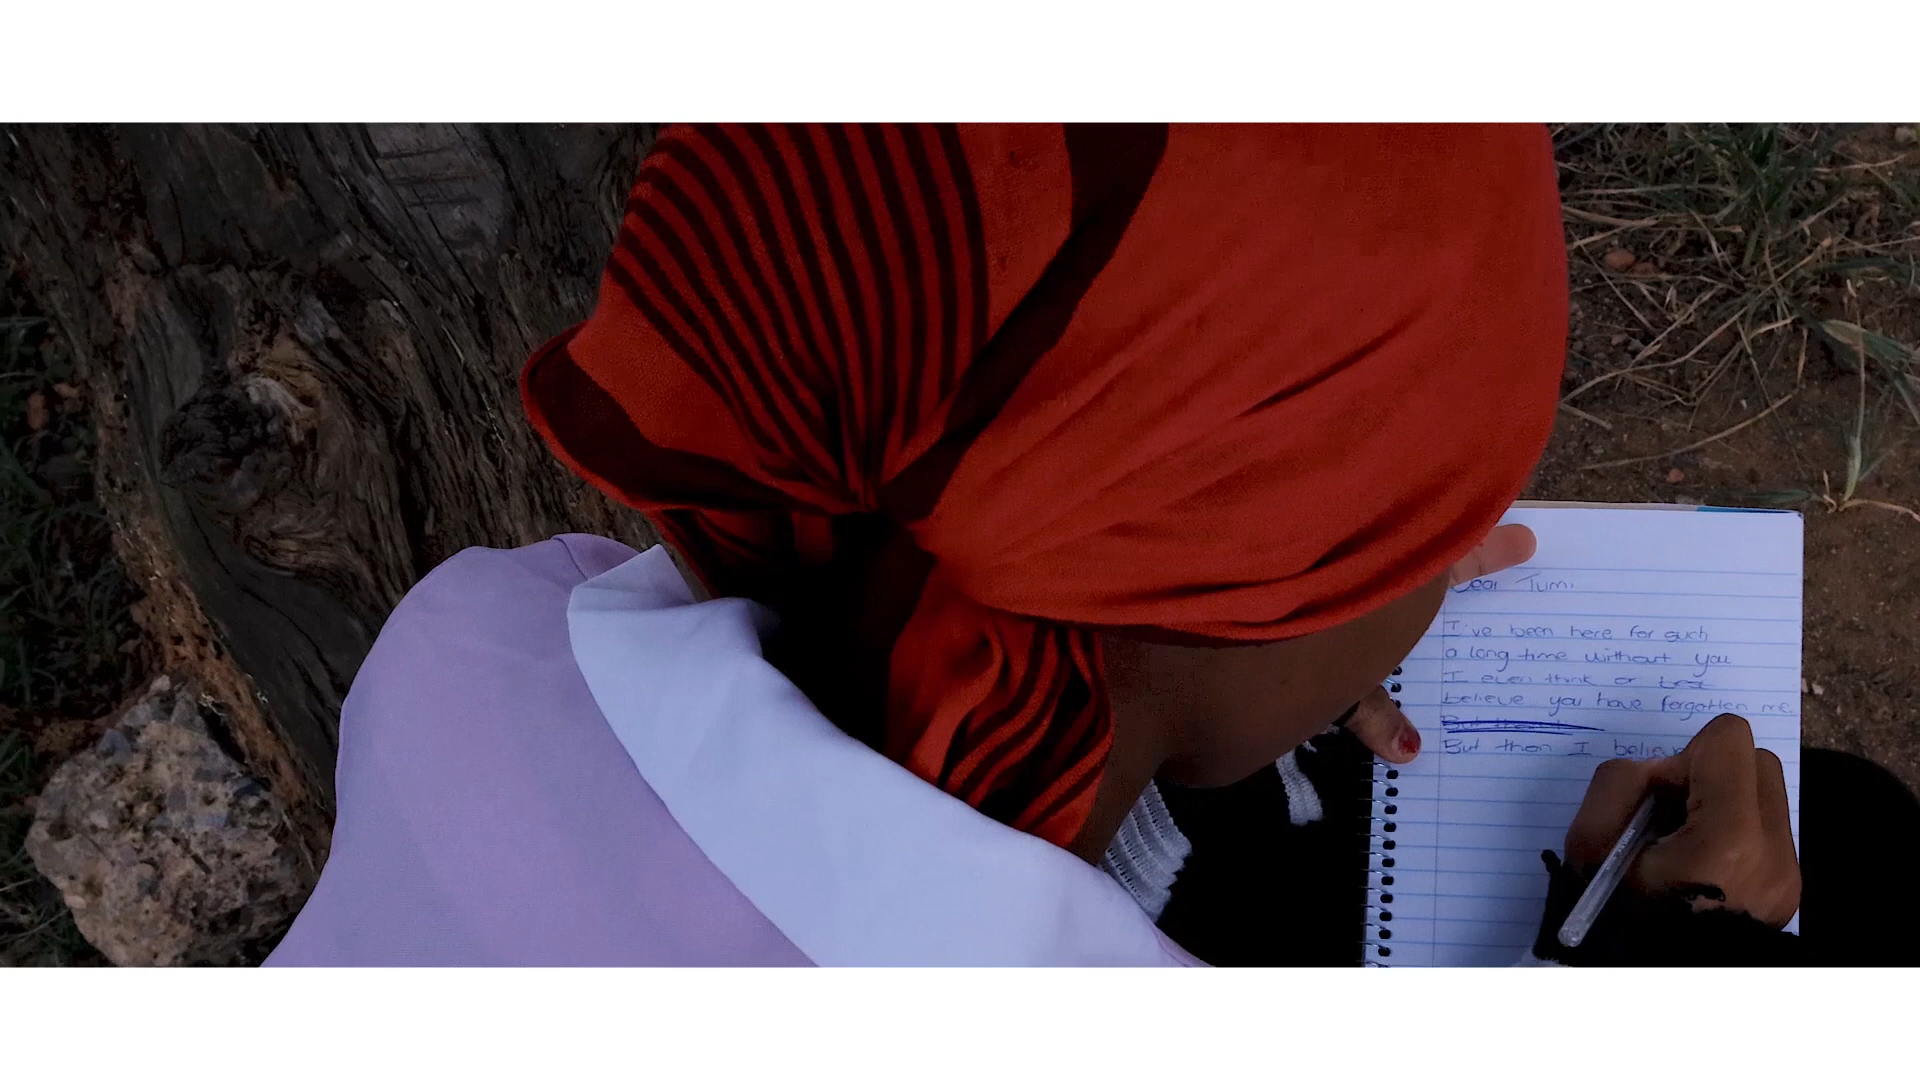 Dear Tumi
I've been here for such
a long time without you
I even think or
believe you have forgotten me.
But then I believe